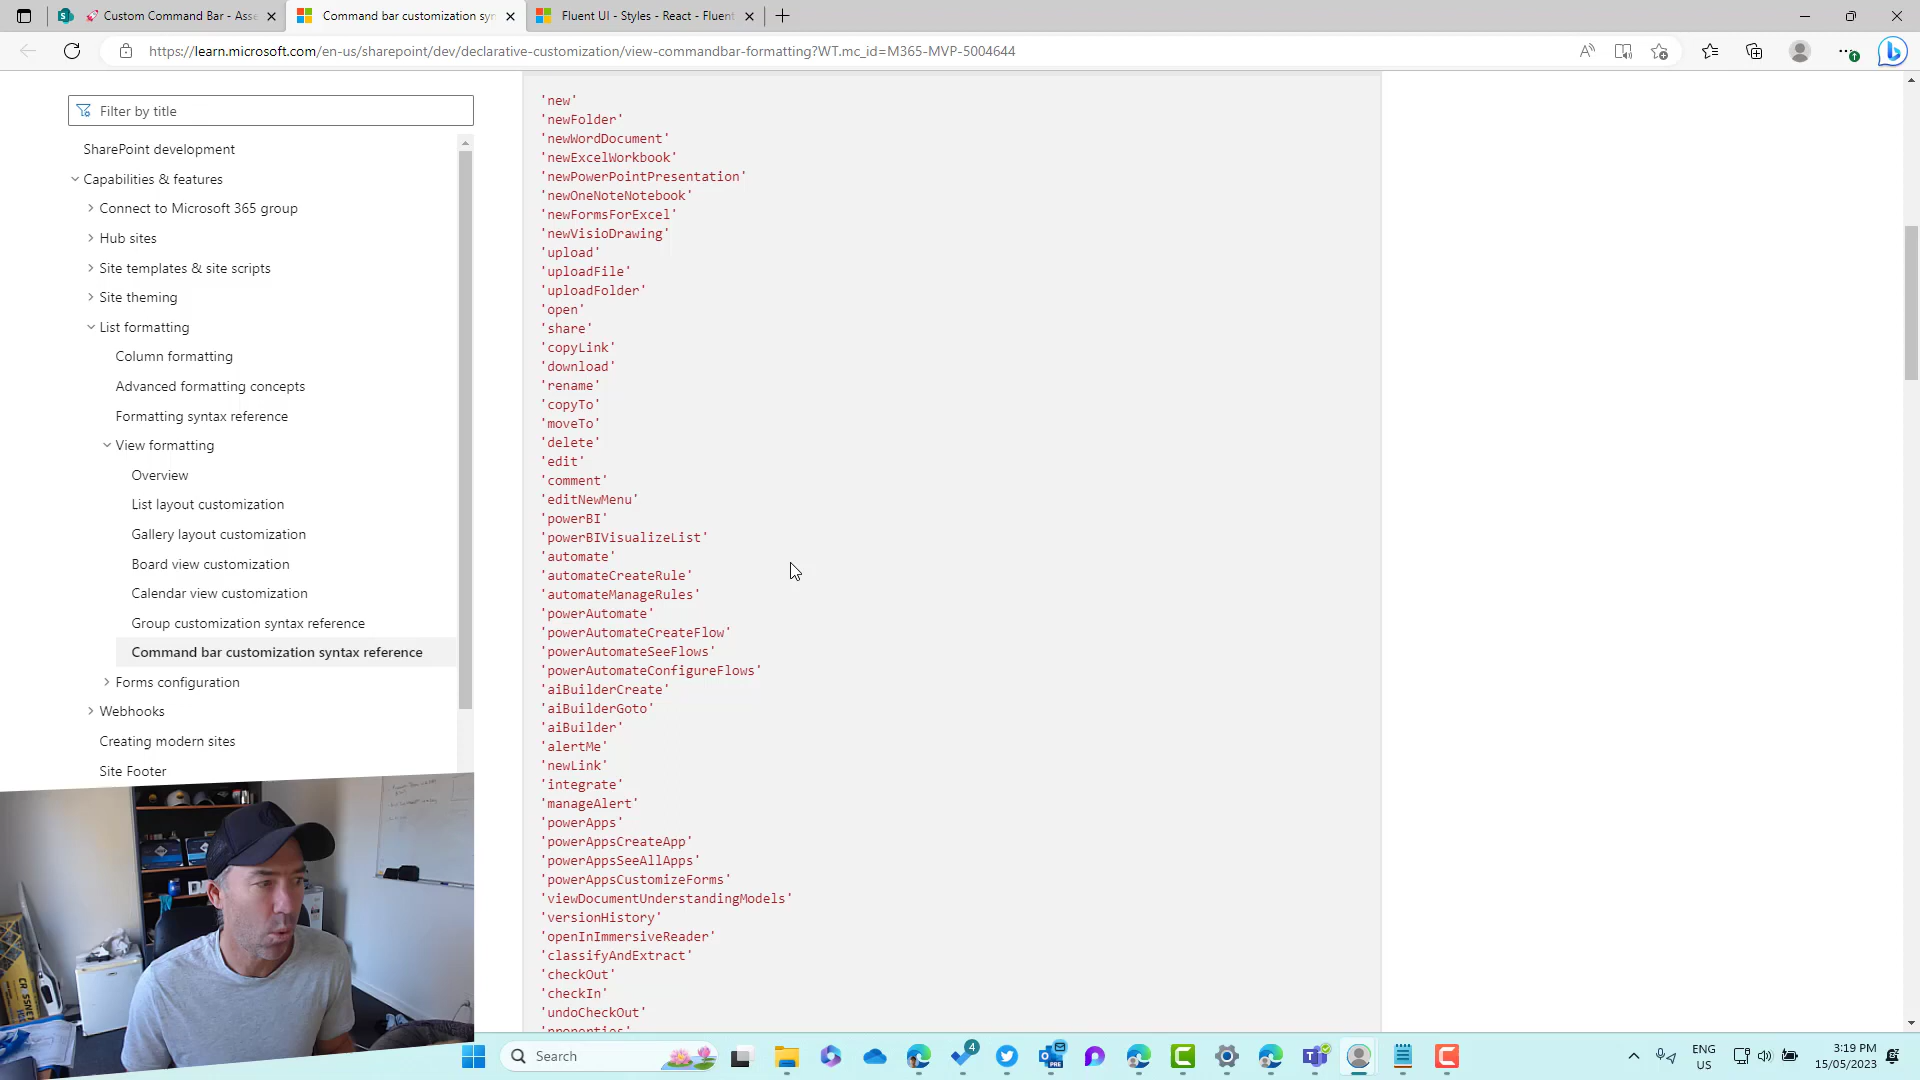 🚀 Custom Command Bar - Asse
Command bar customization syn
Fluent UI - Styles - React - Fluent
https://learn.microsoft.com/en-us/sharepoint/dev/declarative-customization/view-commandbar-formatting?WT.mc_id=M365-MVP-5004644
Filter by title
SharePoint development
Capabilities & features
Connect to Microsoft 365 group
Hub sites
Site templates & site scripts
Site theming
List formatting
Column formatting
Advanced formatting concepts
Formatting syntax reference
View formatting
Overview
List layout customization
Gallery layout customization
Board view customization
Calendar view customization
Group customization syntax reference
Command bar customization syntax reference
Forms configuration
Webhooks
Creating modern sites
Site Footer
'new'
'newFolder'
'newWordDocument'
'newExcelWorkbook'
'newPowerPointPresentation'
'newOneNoteNotebook'
'newFormsForExcel'
'newVisioDrawing'
'upload'
'uploadFile'
'uploadFolder'
'open'
'share'
'copyLink'
'download'
'rename'
'copyTo'
'moveTo'
'delete'
'edit'
'comment'
'editNewMenu'
'powerBI'
'powerBIVisualizeList'
'automate'
'automateCreateRule'
'automateManageRules'
'powerAutomate'
'powerAutomateCreateFlow'
'powerAutomateSeeFlows'
'powerAutomateConfigureFlows'
'aiBuilderCreate'
'aiBuilderGoto'
'aiBuilder'
'alertMe'
'newLink'
'integrate'
'manageAlert'
'powerApps'
'powerAppsCreateApp'
'powerAppsSeeAllApps'
'powerAppsCustomizeForms'
'viewDocumentUnderstandingModels'
'versionHistory'
'openInImmersiveReader'
'classifyAndExtract'
'checkOut'
'checkIn'
'undoCheckOut'
'properties'
Search
4
PRE
ENG
US
3:19 PM
15/05/2023